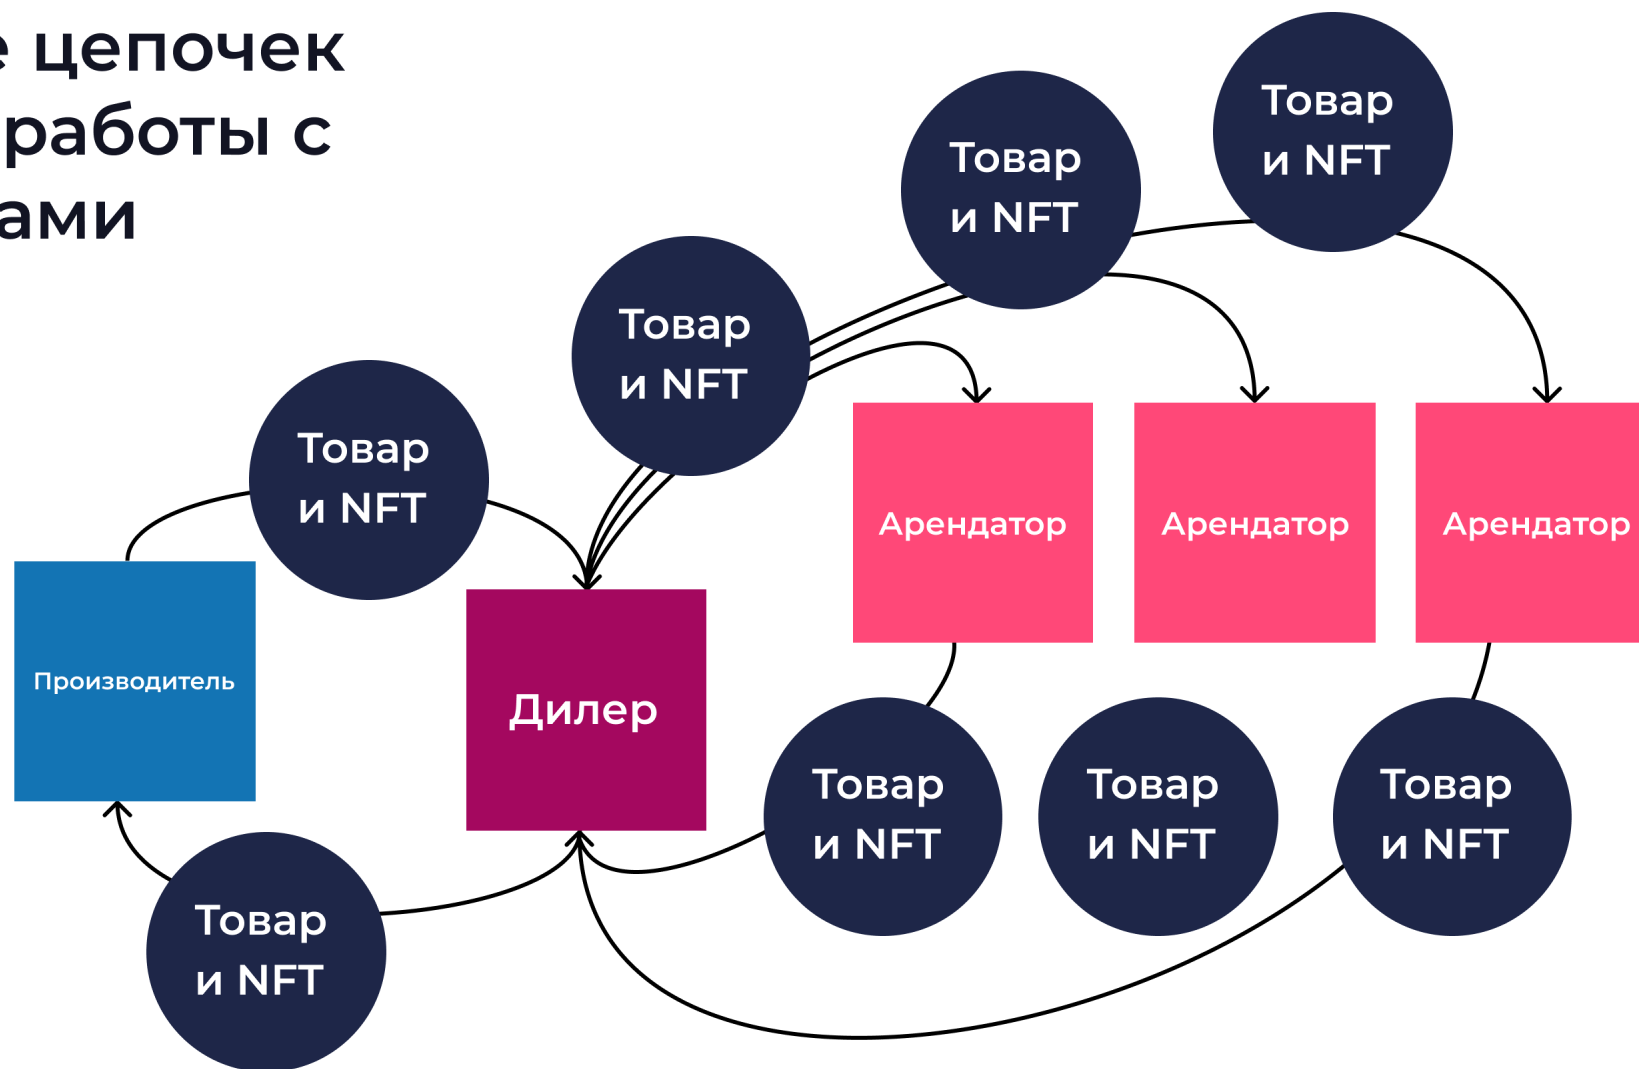 е цепочек
работы с
ами
Товар
и NFT
Товар
и NFT
Товар
и NFT
Товар
и NFT
Арендатор
Арендатор
Арендатор
Производитель
Дилер
Товар
и NFT
Товар
и NFT
Товар
и NFT
Товар
и NFT